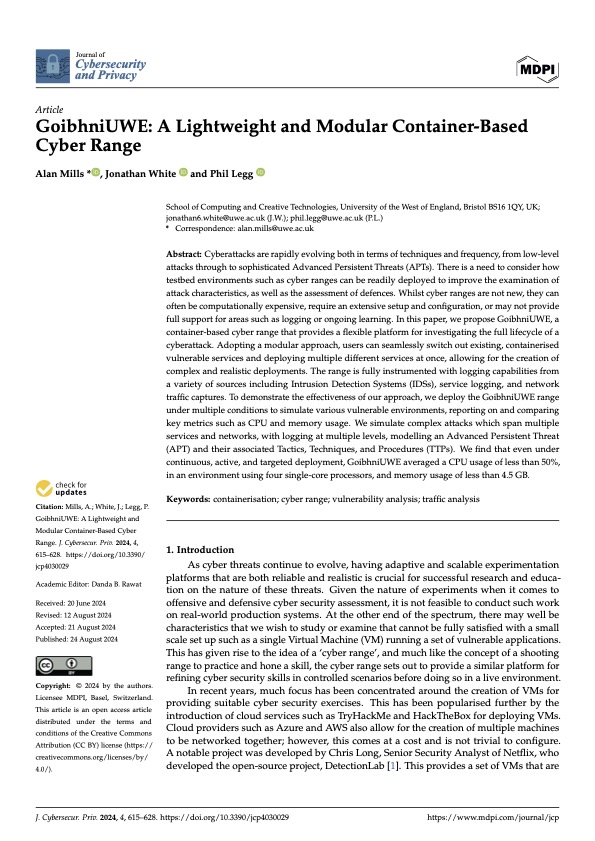 Journal of
Cybersecurity
and Privacy
MDPI
Article
GoibhniUWE: A Lightweight and Modular Container-Based
Cyber Range
Alan Mills *, Jonathan White and Phil Legg
School of Computing and Creative Technologies, University of the West of England, Bristol BS16 1QY, UK;
jonathan6.white@uwe.ac.uk (J.W.); phil.legg@uwe.ac.uk (P.L.)
* Correspondence: alan.mills@uwe.ac.uk
Abstract: Cyberattacks are rapidly evolving both in terms of techniques and frequency, from low-level
attacks through to sophisticated Advanced Persistent Threats (APTs). There is a need to consider how
testbed environments such as cyber ranges can be readily deployed to improve the examination of
attack characteristics, as well as the assessment of defences. Whilst cyber ranges are not new, they can
often be computationally expensive, require an extensive setup and configuration, or may not provide
full support for areas such as logging or ongoing learning. In this paper, we propose GoibhniUWE, a
container-based cyber range that provides a flexible platform for investigating the full lifecycle of a
cyberattack. Adopting a modular approach, users can seamlessly switch out existing, containerised
vulnerable services and deploying multiple different services at once, allowing for the creation of
complex and realistic deployments. The range is fully instrumented with logging capabilities from
a variety of sources including Intrusion Detection Systems (IDSs), service logging, and network
traffic captures. To demonstrate the effectiveness of our approach, we deploy the GoibhniUWE range
under multiple conditions to simulate various vulnerable environments, reporting on and comparing
key metrics such as CPU and memory usage. We simulate complex attacks which span multiple
services and networks, with logging at multiple levels, modelling an Advanced Persistent Threat
(APT) and their associated Tactics, Techniques, and Procedures (TTPs). We find that even under
continuous, active, and targeted deployment, GoibhniUWE averaged a CPU usage of less than 50%,
in an environment using four single-core processors, and memory usage of less than 4.5 GB.
Keywords: containerisation; cyber range; vulnerability analysis; traffic analysis
check for
updates
Citation: Mills, A.; White, J.; Legg, P.
GoibhniUWE: A Lightweight and
Modular Container-Based Cyber
Range. J. Cybersecur. Priv. 2024, 4,
615–628. https://doi.org/10.3390/
jcp4030029
Academic Editor: Danda B. Rawat
Received: 20 June 2024
Revised: 12 August 2024
Accepted: 21 August 2024
Published: 24 August 2024
CC BY
Copyright: © 2024 by the authors.
Licensee MDPI, Basel, Switzerland.
This article is an open access article
distributed under the terms and
conditions of the Creative Commons
Attribution (CC BY) license (https://
creativecommons.org/licenses/by/
4.0/).
1. Introduction
As cyber threats continue to evolve, having adaptive and scalable experimentation
platforms that are both reliable and realistic is crucial for successful research and educa-
tion on the nature of these threats. Given the nature of experiments when it comes to
offensive and defensive cyber security assessment, it is not feasible to conduct such work
on real-world production systems. At the other end of the spectrum, there may well be
characteristics that we wish to study or examine that cannot be fully satisfied with a small
scale set up such as a single Virtual Machine (VM) running a set of vulnerable applications.
This has given rise to the idea of a ‘cyber range’, and much like the concept of a shooting
range to practice and hone a skill, the cyber range sets out to provide a similar platform for
refining cyber security skills in controlled scenarios before doing so in a live environment.
In recent years, much focus has been concentrated around the creation of VMs for
providing suitable cyber security exercises. This has been popularised further by the
introduction of cloud services such as TryHackMe and HackTheBox for deploying VMs.
Cloud providers such as Azure and AWS also allow for the creation of multiple machines
to be networked together; however, this comes at a cost and is not trivial to configure.
A notable project was developed by Chris Long, Senior Security Analyst of Netflix, who
developed the open-source project, DetectionLab [1]. This provides a set of VMs that are
J. Cybersecur. Priv. 2024, 4, 615–628. https://doi.org/10.3390/jcp4030029
https://www.mdpi.com/journal/jcp